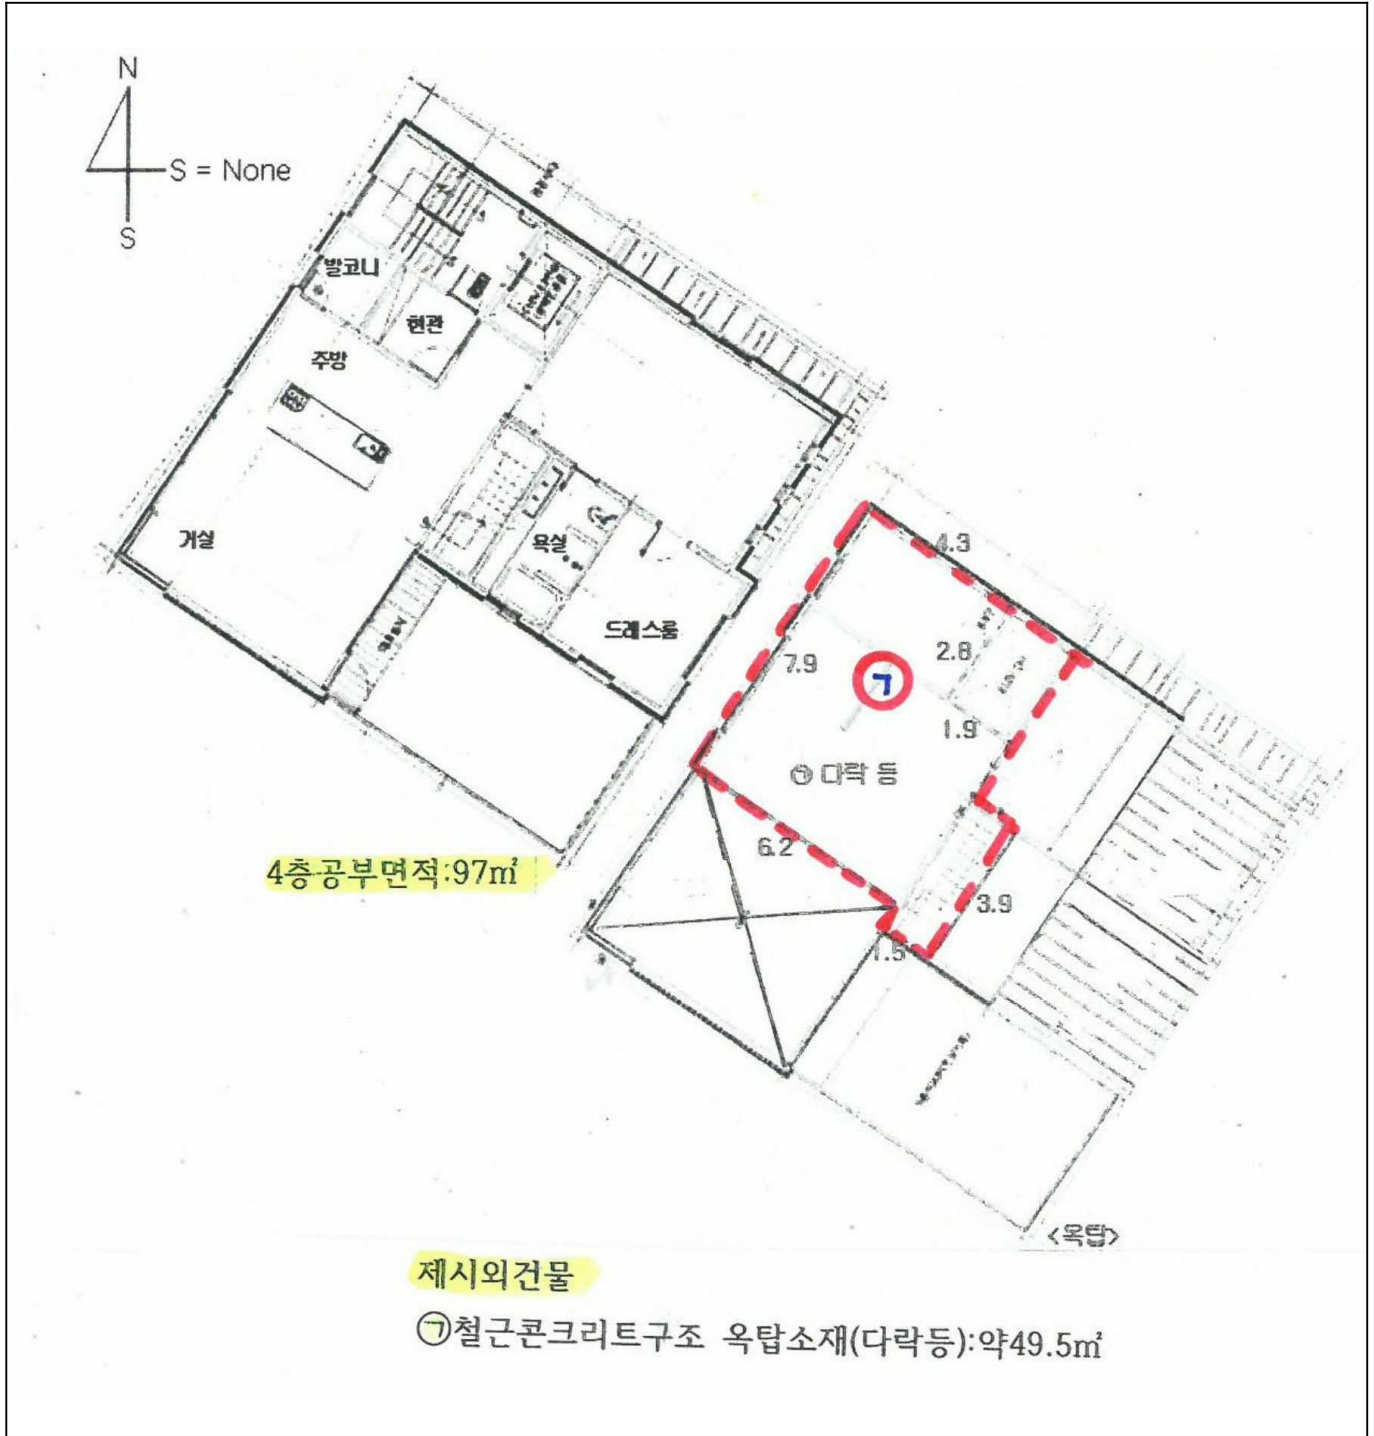 N
S = None
S
발코니
현관
주방
거실
욕실
드레스룸
4.3
2.8
7.9
ㄱ
1.9
㉠ 다락 등
6.2
3.9
1.5
4층공부면적:97㎡
<옥탑>
제시외건물
㉠철근콘크리트구조 옥탑소재(다락등):약49.5㎡